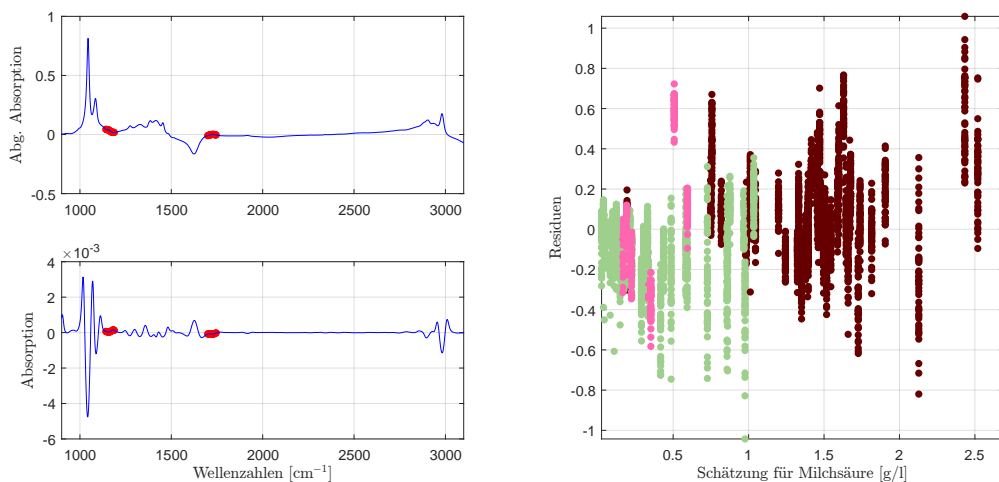 1
0.5
0
-0.5
Abg. Absorption
1000 1500 2000 2500 3000
×10⁻³
4
2
0
-2
-4
-6
Absorption
1000 1500 2000 2500 3000
Wellenzahlen [cm⁻¹]
1
0.8
0.6
0.4
0.2
0
-0.2
-0.4
-0.6
-0.8
-1
Residuen
0.5 1 1.5 2 2.5
Schätzung für Milchsäure [g/l]